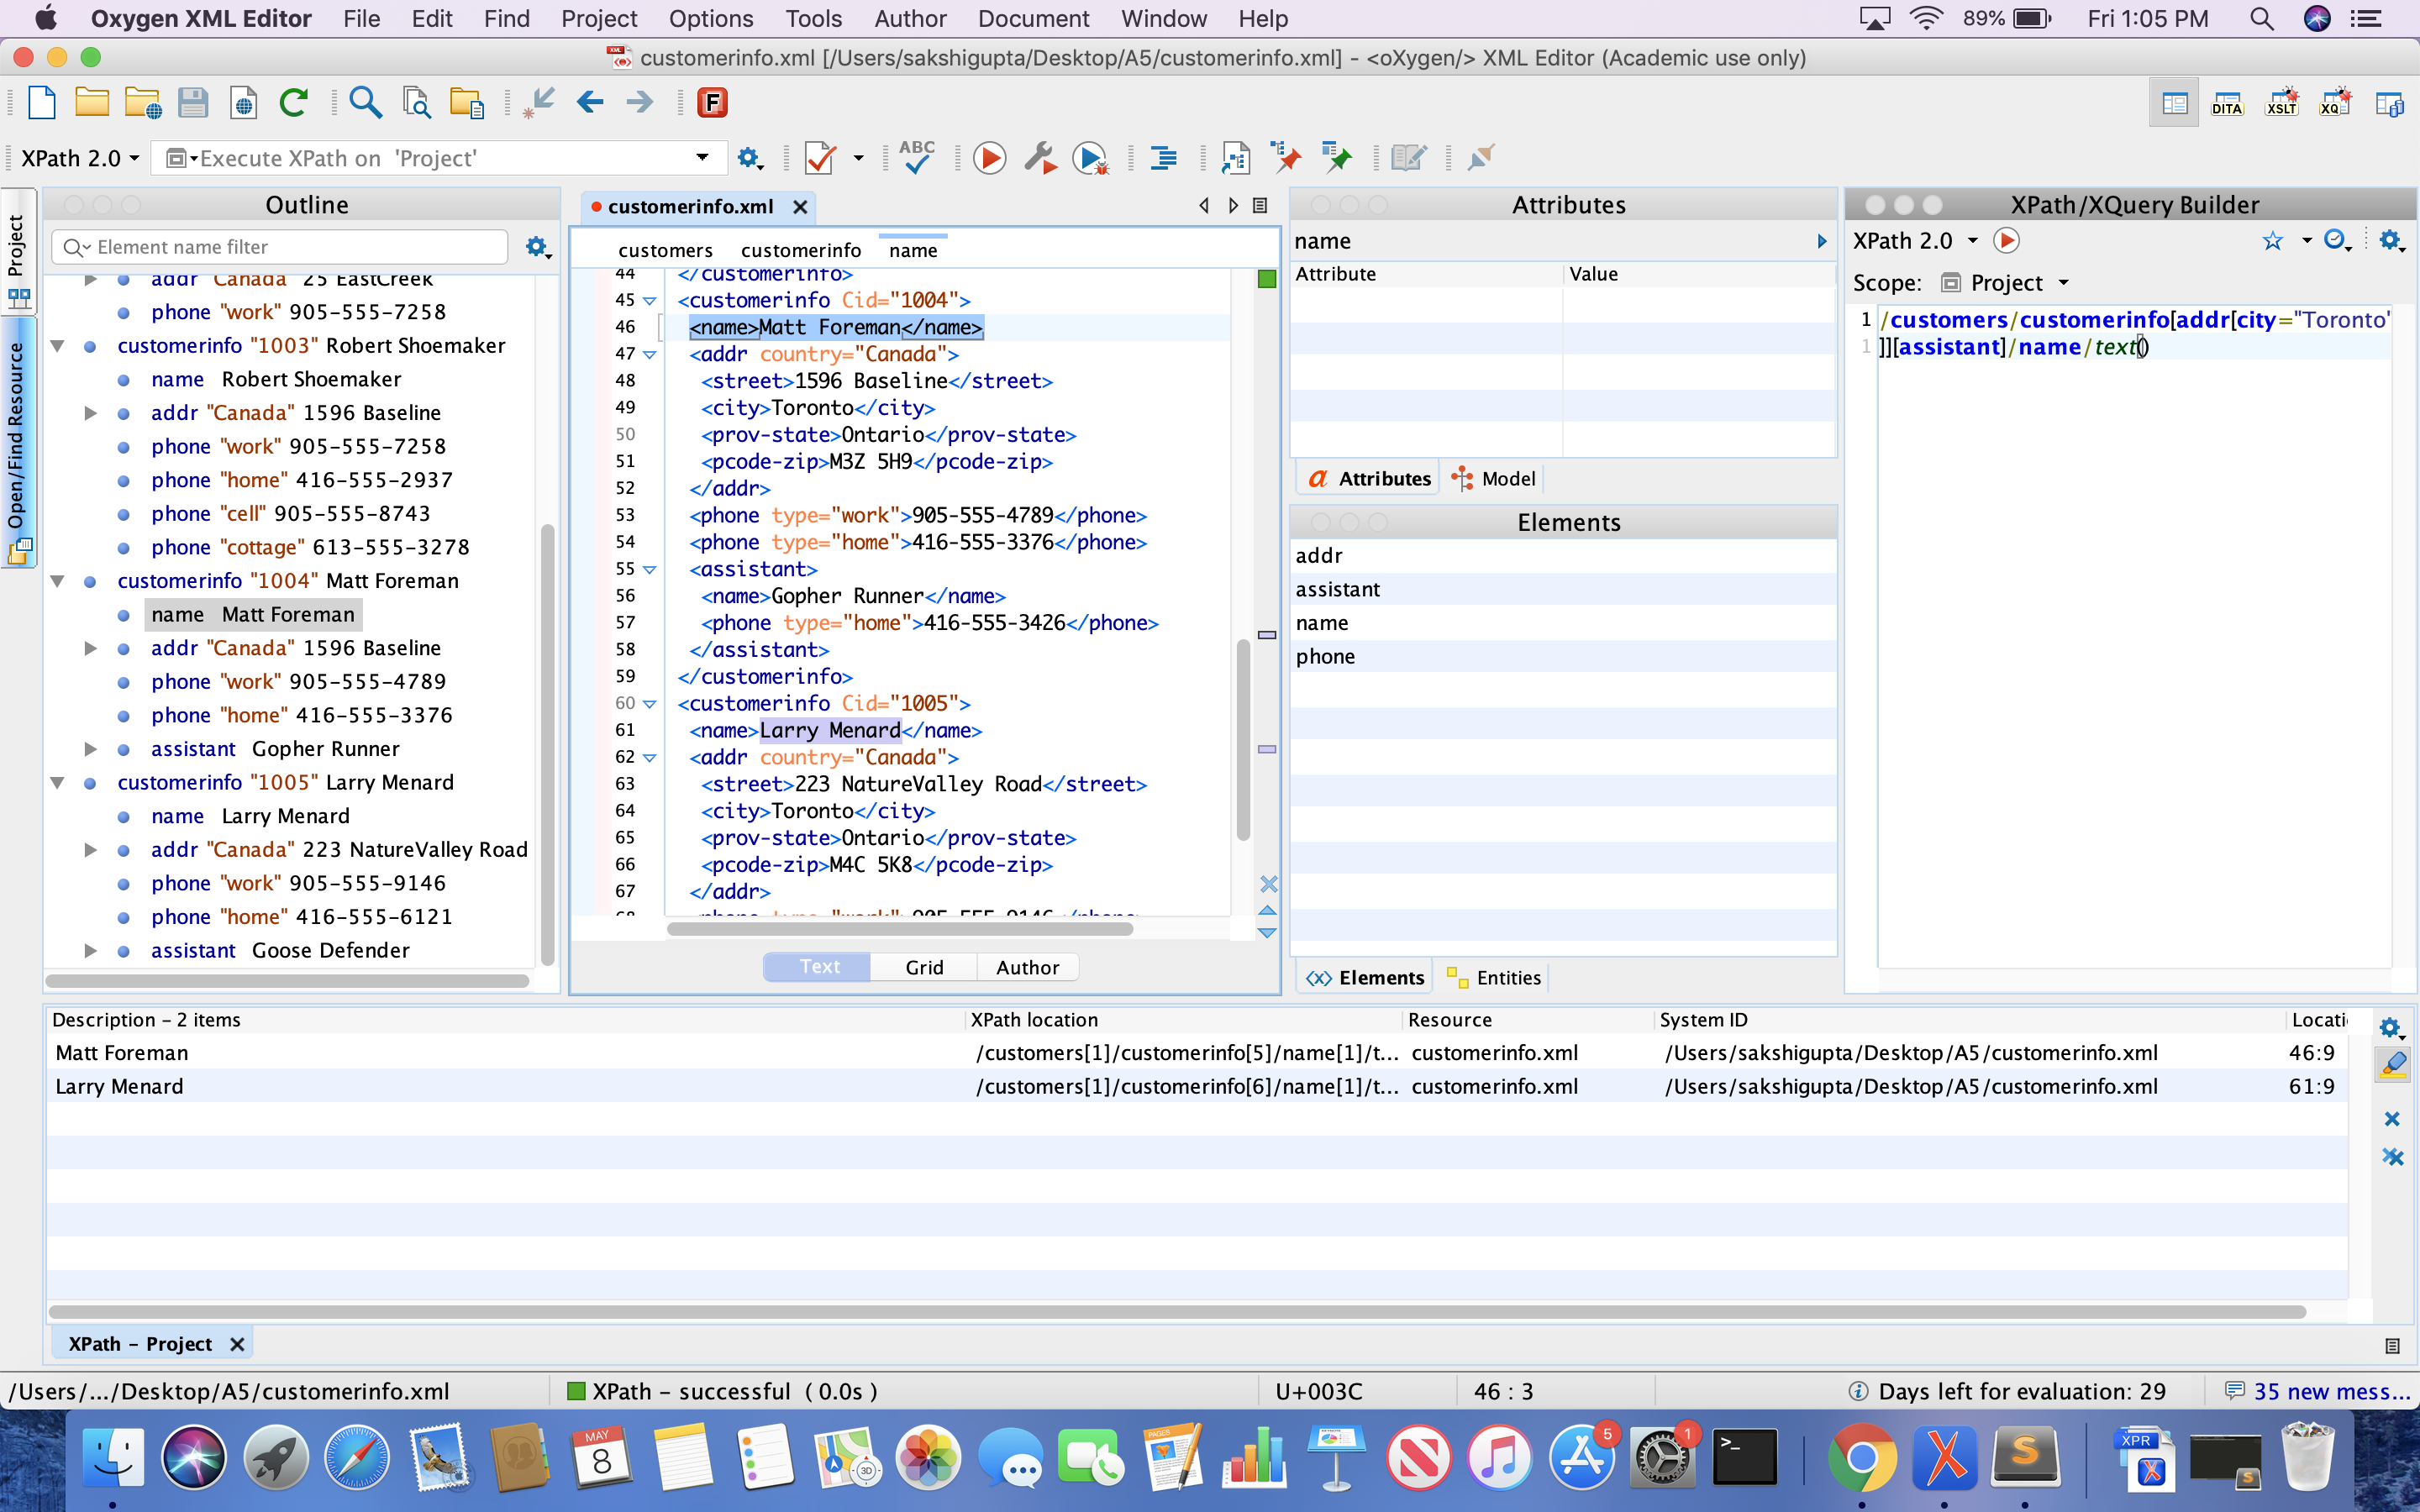 Oxygen XML Editor File Edit Find Project Options Tools Author Document Window Help 89% Fri 1:05 PM
customerinfo.xml [/Users/sakshigupta/Desktop/A5/customerinfo.xml] - <oXygen/> XML Editor (Academic use only)
F DITA XSLT XQ
XPath 2.0 Execute XPath on 'Project' ABC
Project
Open/Find Resource
Outline
Element name filter
addr "Canada" 25 EastCreek
phone "work" 905-555-7258
customerinfo "1003" Robert Shoemaker
name Robert Shoemaker
addr "Canada" 1596 Baseline
phone "work" 905-555-7258
phone "home" 416-555-2937
phone "cell" 905-555-8743
phone "cottage" 613-555-3278
customerinfo "1004" Matt Foreman
name Matt Foreman
addr "Canada" 1596 Baseline
phone "work" 905-555-4789
phone "home" 416-555-3376
assistant Gopher Runner
customerinfo "1005" Larry Menard
name Larry Menard
addr "Canada" 223 NatureValley Road
phone "work" 905-555-9146
phone "home" 416-555-6121
assistant Goose Defender
customerinfo.xml
customers customerinfo name
44 </customerinfo>
45 <customerinfo Cid="1004">
46 <name>Matt Foreman</name>
47 <addr country="Canada">
48 <street>1596 Baseline</street>
49 <city>Toronto</city>
50 <prov-state>Ontario</prov-state>
51 <pcode-zip>M3Z 5H9</pcode-zip>
52 </addr>
53 <phone type="work">905-555-4789</phone>
54 <phone type="home">416-555-3376</phone>
55 <assistant>
56 <name>Gopher Runner</name>
57 <phone type="home">416-555-3426</phone>
58 </assistant>
59 </customerinfo>
60 <customerinfo Cid="1005">
61 <name>Larry Menard</name>
62 <addr country="Canada">
63 <street>223 NatureValley Road</street>
64 <city>Toronto</city>
65 <prov-state>Ontario</prov-state>
66 <pcode-zip>M4C 5K8</pcode-zip>
67 </addr>
68 <phone type="work">905-555-9146</phone>
Text Grid Author
Attributes
name
Attribute Value
Attributes Model
Elements
addr
assistant
name
phone
Elements Entities
XPath/XQuery Builder
XPath 2.0
Scope: Project
1 /customers/customerinfo[addr[city="Toronto"
1 ]][assistant]/name/text()
Description - 2 items XPath location Resource System ID Locati
Matt Foreman /customers[1]/customerinfo[5]/name[1]/t... customerinfo.xml /Users/sakshigupta/Desktop/A5/customerinfo.xml 46:9
Larry Menard /customers[1]/customerinfo[6]/name[1]/t... customerinfo.xml /Users/sakshigupta/Desktop/A5/customerinfo.xml 61:9
XPath - Project
/Users/.../Desktop/A5/customerinfo.xml XPath - successful (0.0s) U+003C 46 : 3 Days left for evaluation: 29 35 new mess...
MAY 8 3D PAGES 5 1 >_ S XPR S